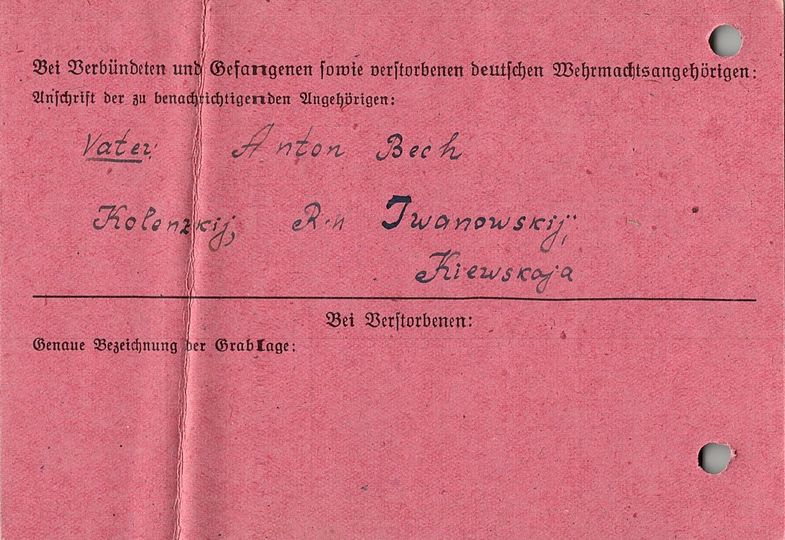 Bei Verbündeten und Gefangenen sowie verstorbenen deutschen Wehrmachtsangehörigen:
Anschrift der zu benachrichtigenden Angehörigen:
Vater: Anton Bech
Kolenzkij, R-n Iwanowskij,
Kiewskaja
Bei Verstorbenen:
Genaue Bezeichnung der Grablage: